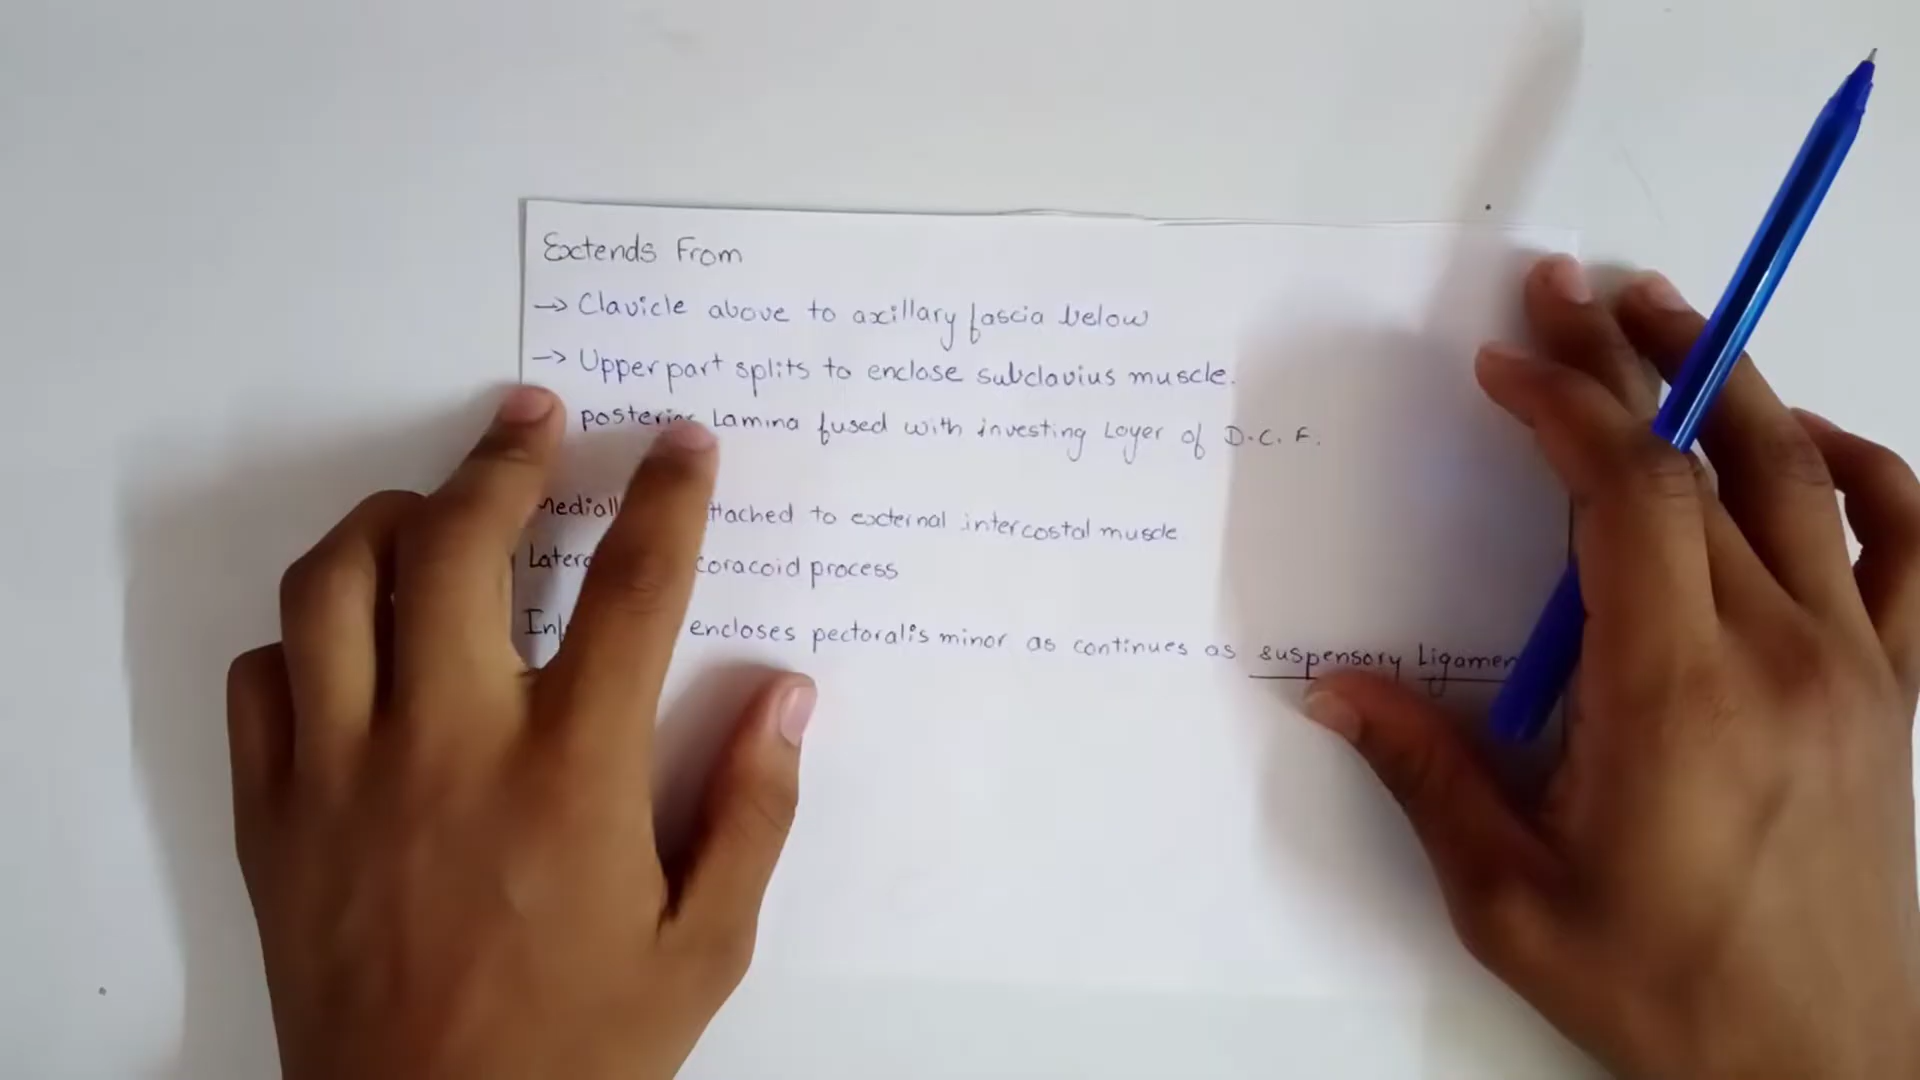 Extends From
→ Clavicle above to axillary fascia below
→ Upper part splits to enclose subclavius muscle.
posterior Lamina fused with investing Layer of D.C.F.
to external intercostal muscle
coracoid process
encloses pectoralis minor as continues as suspensory